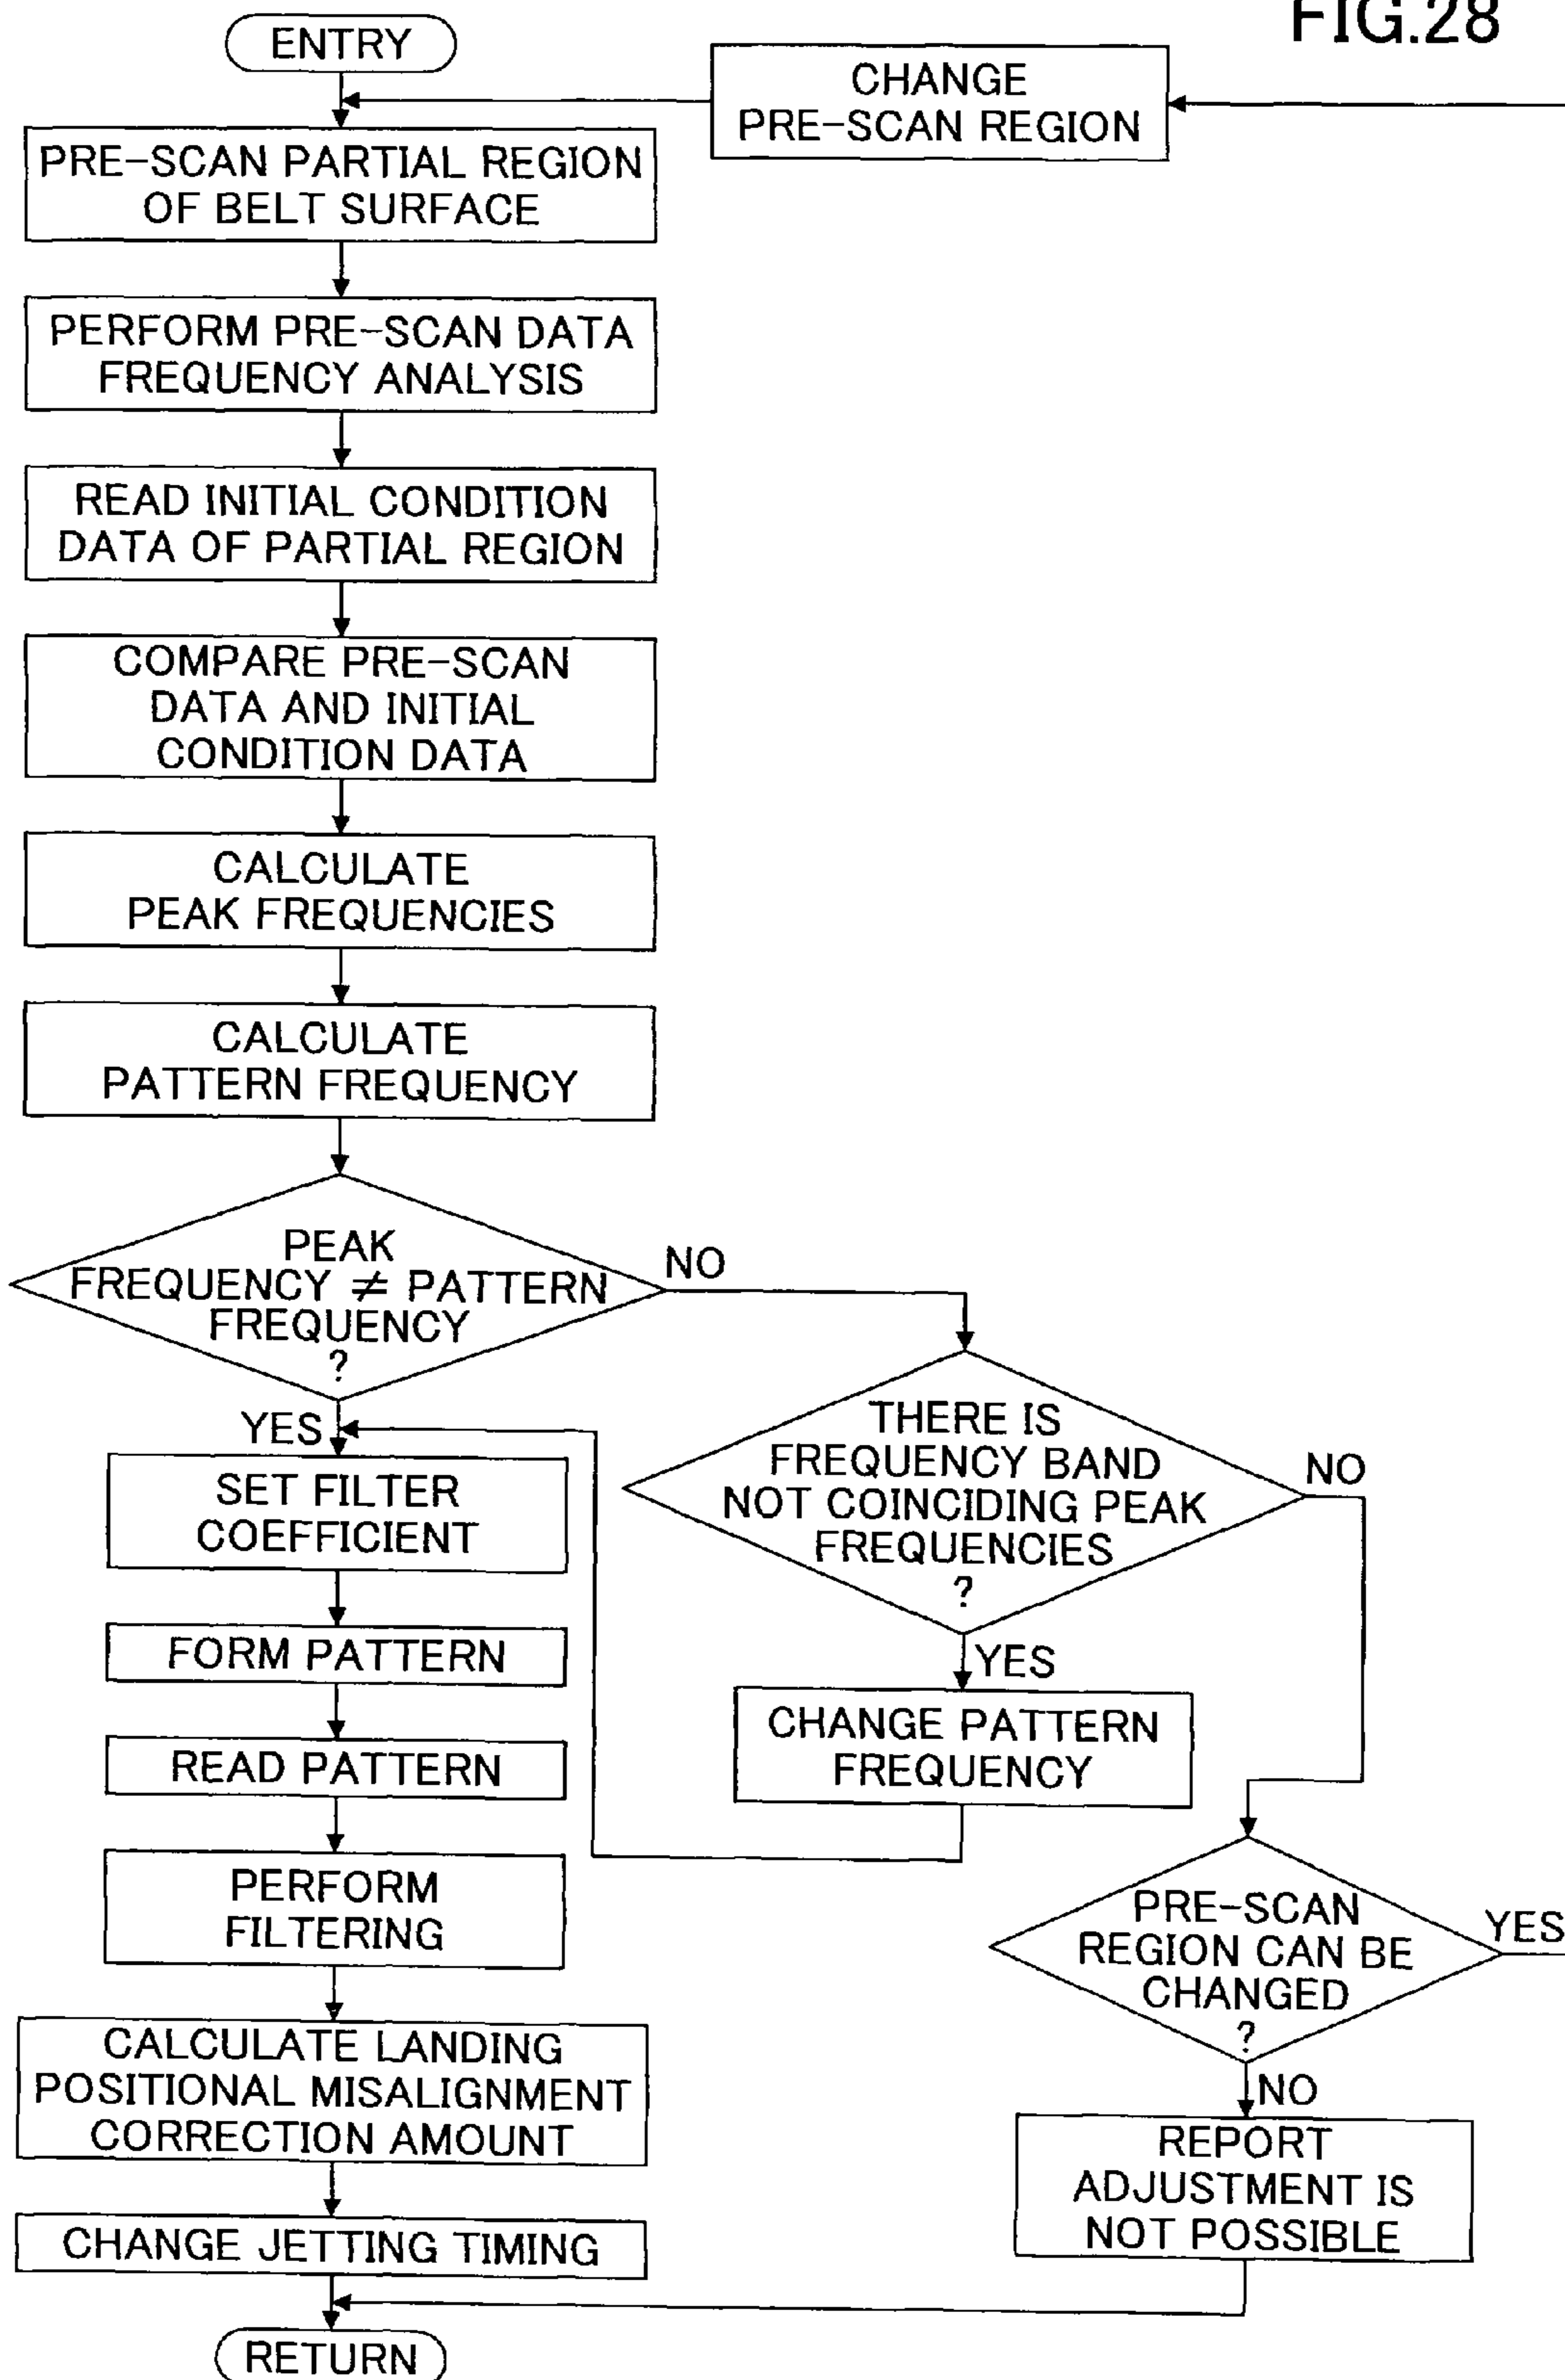 FIG.28
ENTRY
CHANGE
PRE-SCAN REGION
PRE-SCAN PARTIAL REGION
OF BELT SURFACE
PERFORM PRE-SCAN DATA
FREQUENCY ANALYSIS
READ INITIAL CONDITION
DATA OF PARTIAL REGION
COMPARE PRE-SCAN
DATA AND INITIAL
CONDITION DATA
CALCULATE
PEAK FREQUENCIES
CALCULATE
PATTERN FREQUENCY
PEAK
FREQUENCY ≠ PATTERN
FREQUENCY
?
NO
YES
THERE IS
FREQUENCY BAND
NOT COINCIDING PEAK
FREQUENCIES
?
NO
YES
SET FILTER
COEFFICIENT
FORM PATTERN
READ PATTERN
CHANGE PATTERN
FREQUENCY
PERFORM
FILTERING
PRE-SCAN
REGION CAN BE
CHANGED
?
YES
NO
CALCULATE LANDING
POSITIONAL MISALIGNMENT
CORRECTION AMOUNT
REPORT
ADJUSTMENT IS
NOT POSSIBLE
CHANGE JETTING TIMING
RETURN